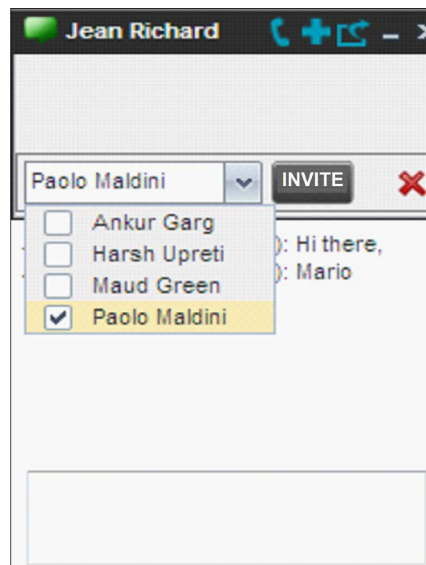 Jean Richard
Paolo Maldini INVITE
Ankur Garg
Harsh Upreti
): Hi there,
Maud Green
): Mario
Paolo Maldini